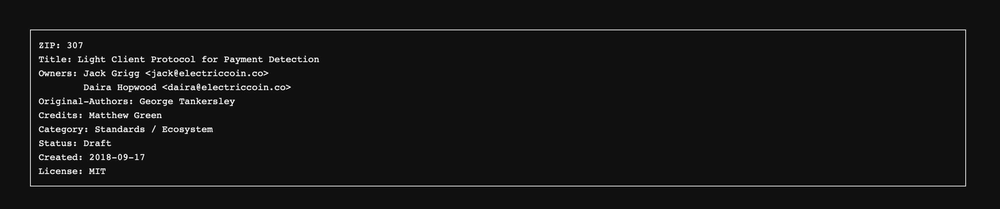 ZIP: 307
Title: Light Client Protocol for Payment Detection
Owners: Jack Grigg <jack@electriccoin.co>
        Daira Hopwood <daira@electriccoin.co>
Original-Authors: George Tankersley
Credits: Matthew Green
Category: Standards / Ecosystem
Status: Draft
Created: 2018-09-17
License: MIT